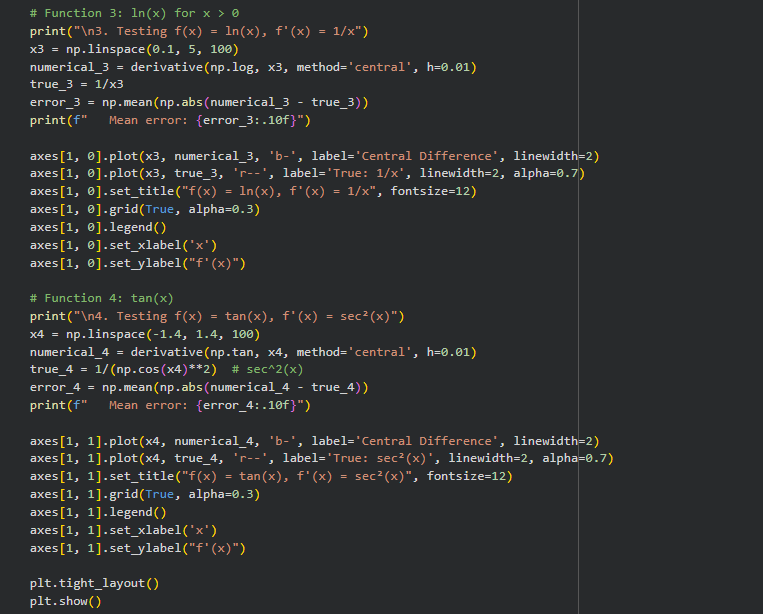 # Function 3: ln(x) for x > 0
print("\n3. Testing f(x) = ln(x), f'(x) = 1/x")
x3 = np.linspace(0.1, 5, 100)
numerical_3 = derivative(np.log, x3, method='central', h=0.01)
true_3 = 1/x3
error_3 = np.mean(np.abs(numerical_3 - true_3))
print(f"   Mean error: {error_3:.10f}")

axes[1, 0].plot(x3, numerical_3, 'b-', label='Central Difference', linewidth=2)
axes[1, 0].plot(x3, true_3, 'r--', label='True: 1/x', linewidth=2, alpha=0.7)
axes[1, 0].set_title("f(x) = ln(x), f'(x) = 1/x", fontsize=12)
axes[1, 0].grid(True, alpha=0.3)
axes[1, 0].legend()
axes[1, 0].set_xlabel('x')
axes[1, 0].set_ylabel("f'(x)")

# Function 4: tan(x)
print("\n4. Testing f(x) = tan(x), f'(x) = sec²(x)")
x4 = np.linspace(-1.4, 1.4, 100)
numerical_4 = derivative(np.tan, x4, method='central', h=0.01)
true_4 = 1/(np.cos(x4)**2)  # sec^2(x)
error_4 = np.mean(np.abs(numerical_4 - true_4))
print(f"   Mean error: {error_4:.10f}")

axes[1, 1].plot(x4, numerical_4, 'b-', label='Central Difference', linewidth=2)
axes[1, 1].plot(x4, true_4, 'r--', label='True: sec²(x)', linewidth=2, alpha=0.7)
axes[1, 1].set_title("f(x) = tan(x), f'(x) = sec²(x)", fontsize=12)
axes[1, 1].grid(True, alpha=0.3)
axes[1, 1].legend()
axes[1, 1].set_xlabel('x')
axes[1, 1].set_ylabel("f'(x)")

plt.tight_layout()
plt.show()